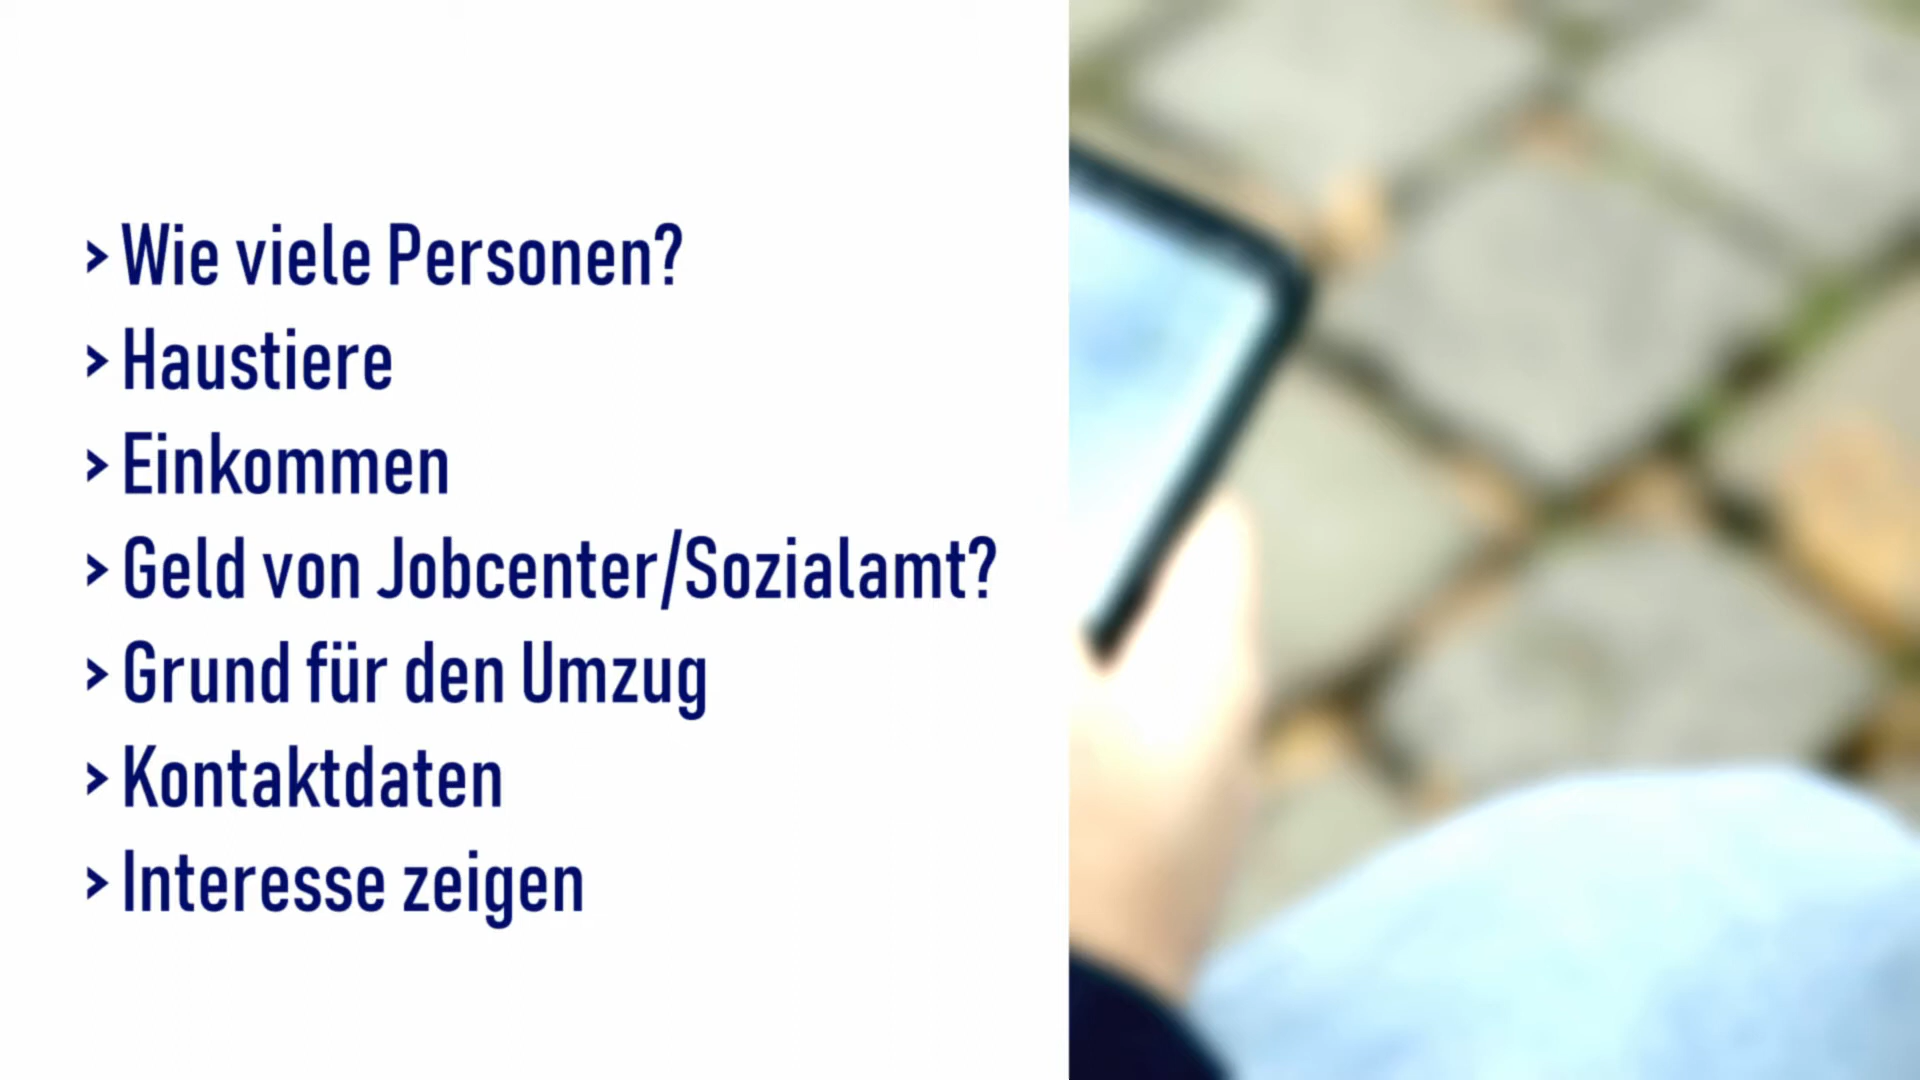 > Wie viele Personen?
> Haustiere
> Einkommen
> Geld von Jobcenter/Sozialamt?
> Grund für den Umzug
> Kontaktdaten
> Interesse zeigen